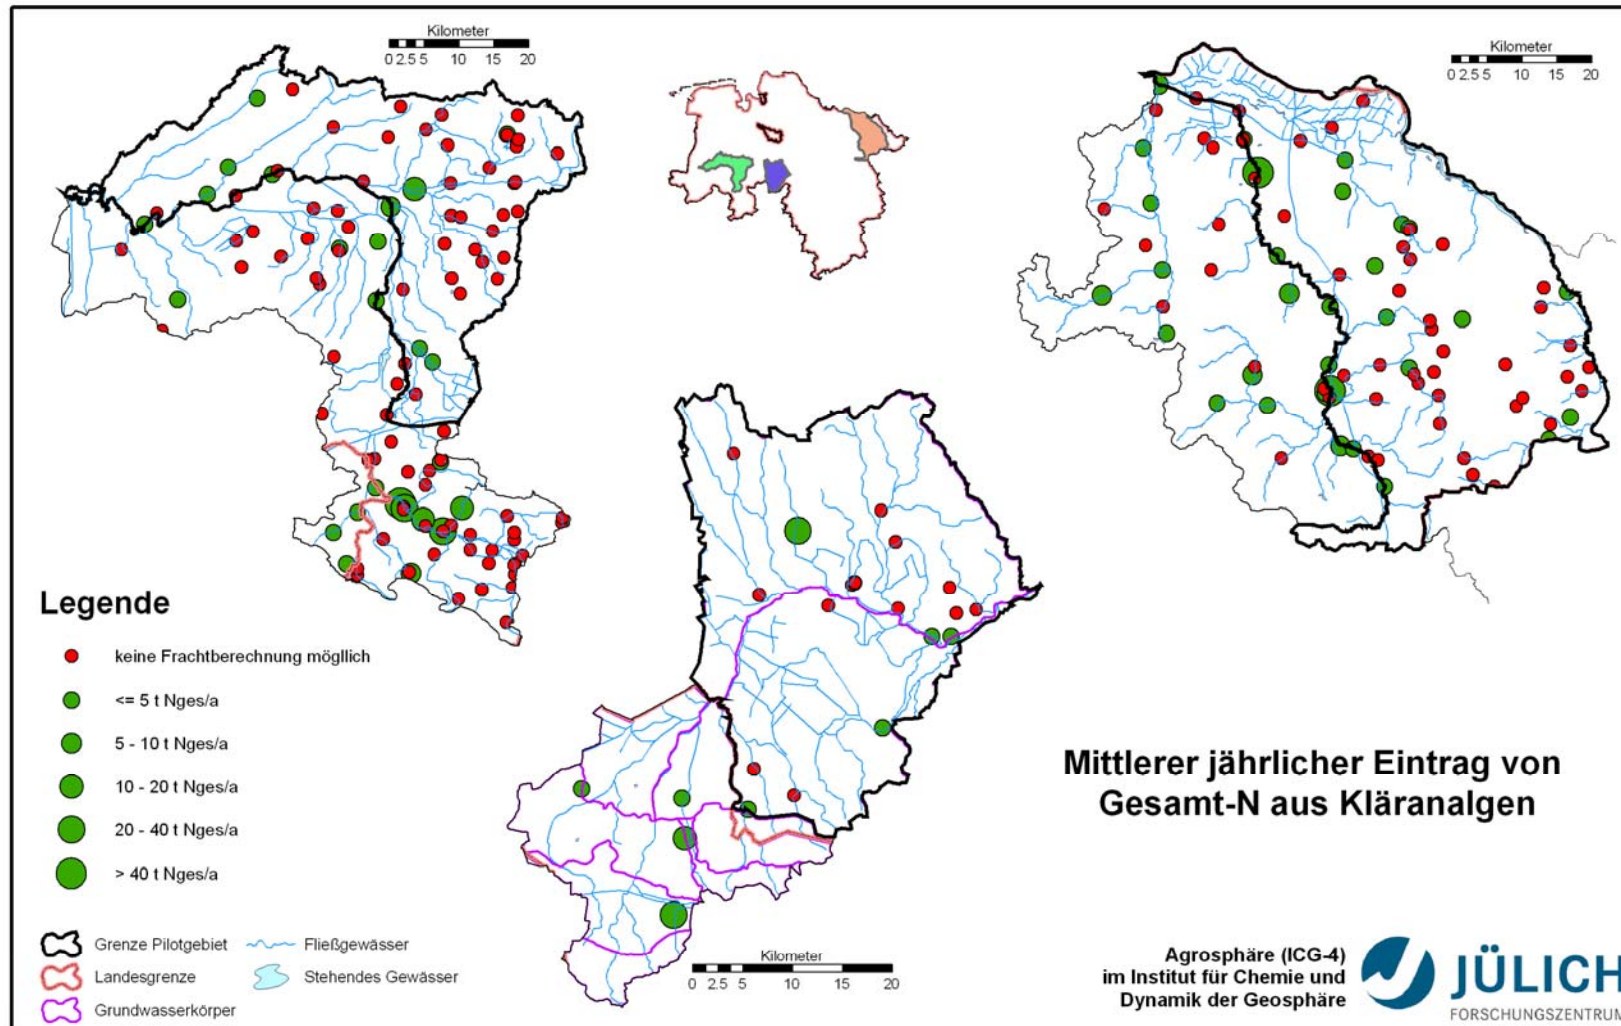 Kilometer
0 2.5 5 10 15 20
Kilometer
0 2.5 5 10 15 20
Legende
keine Frachtberechnung mögllich
<= 5 t Nges/a
5 - 10 t Nges/a
10 - 20 t Nges/a
20 - 40 t Nges/a
> 40 t Nges/a
Grenze Pilotgebiet
Fließgewässer
Landesgrenze
Stehendes Gewässer
Grundwasserkörper
Kilometer
0 2.5 5 10 15 20
Mittlerer jährlicher Eintrag von
Gesamt-N aus Kläranalgen
Agrosphäre (ICG-4)
im Institut für Chemie und
Dynamik der Geosphäre
JÜLICH
FORSCHUNGSZENTRUM